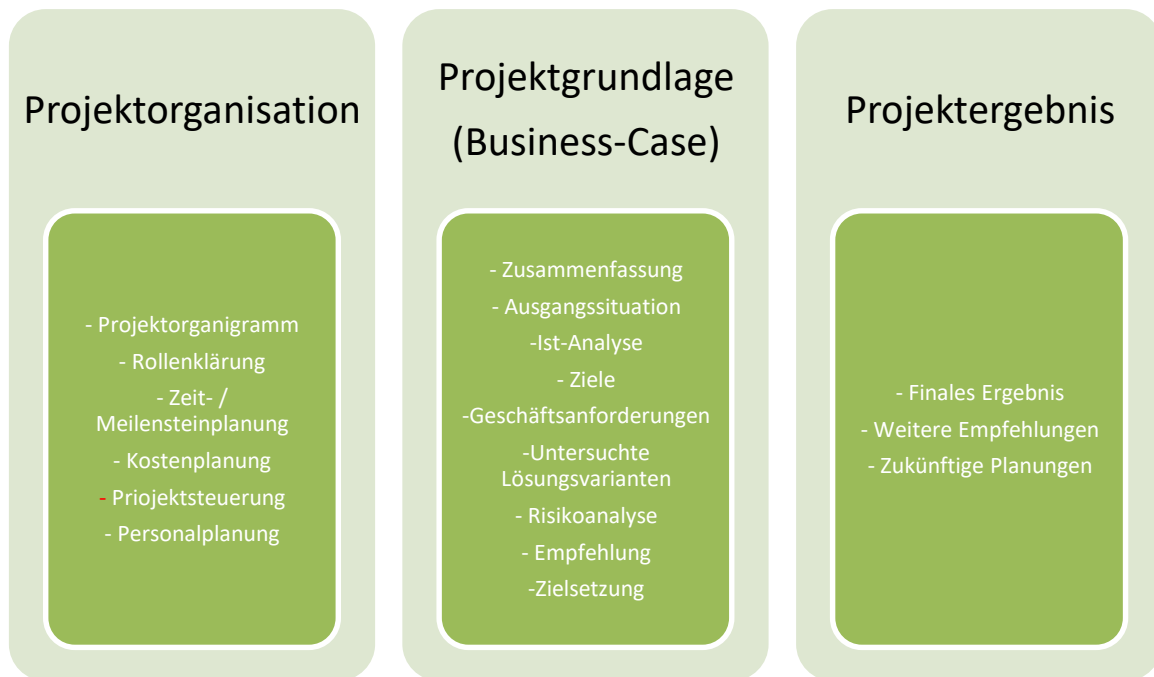 Projektorganisation
- Projektorganigramm
- Rollenklärung
- Zeit- /
Meilensteinplanung
- Kostenplanung
- Priojektsteuerung
- Personalplanung
Projektgrundlage
(Business-Case)
- Zusammenfassung
- Ausgangssituation
-Ist-Analyse
- Ziele
-Geschäftsanforderungen
-Untersuchte
Lösungsvarianten
- Risikoanalyse
- Empfehlung
-Zielsetzung
Projektergebnis
- Finales Ergebnis
- Weitere Empfehlungen
- Zukünftige Planungen